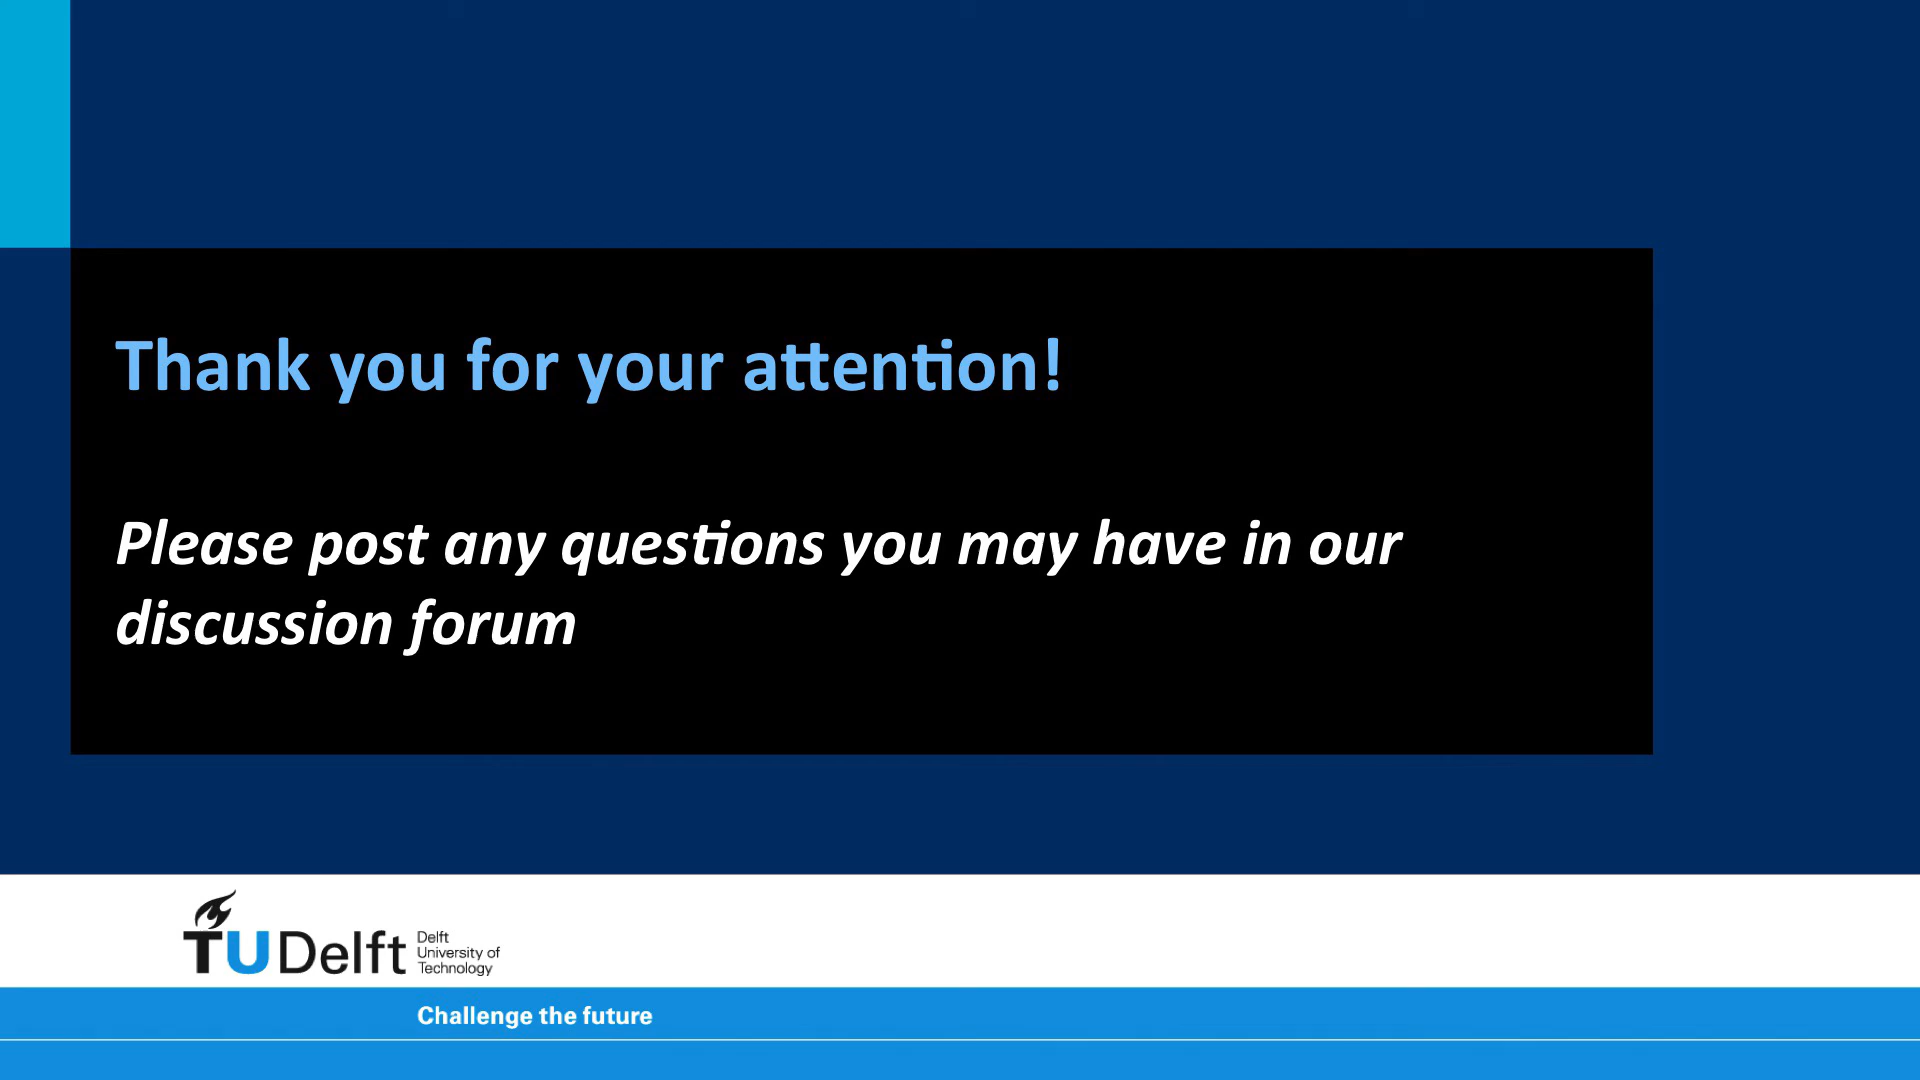 Thank you for your attention!
Please post any questions you may have in our
discussion forum
TUDelft
Delft
University of
Technology
Challenge the future